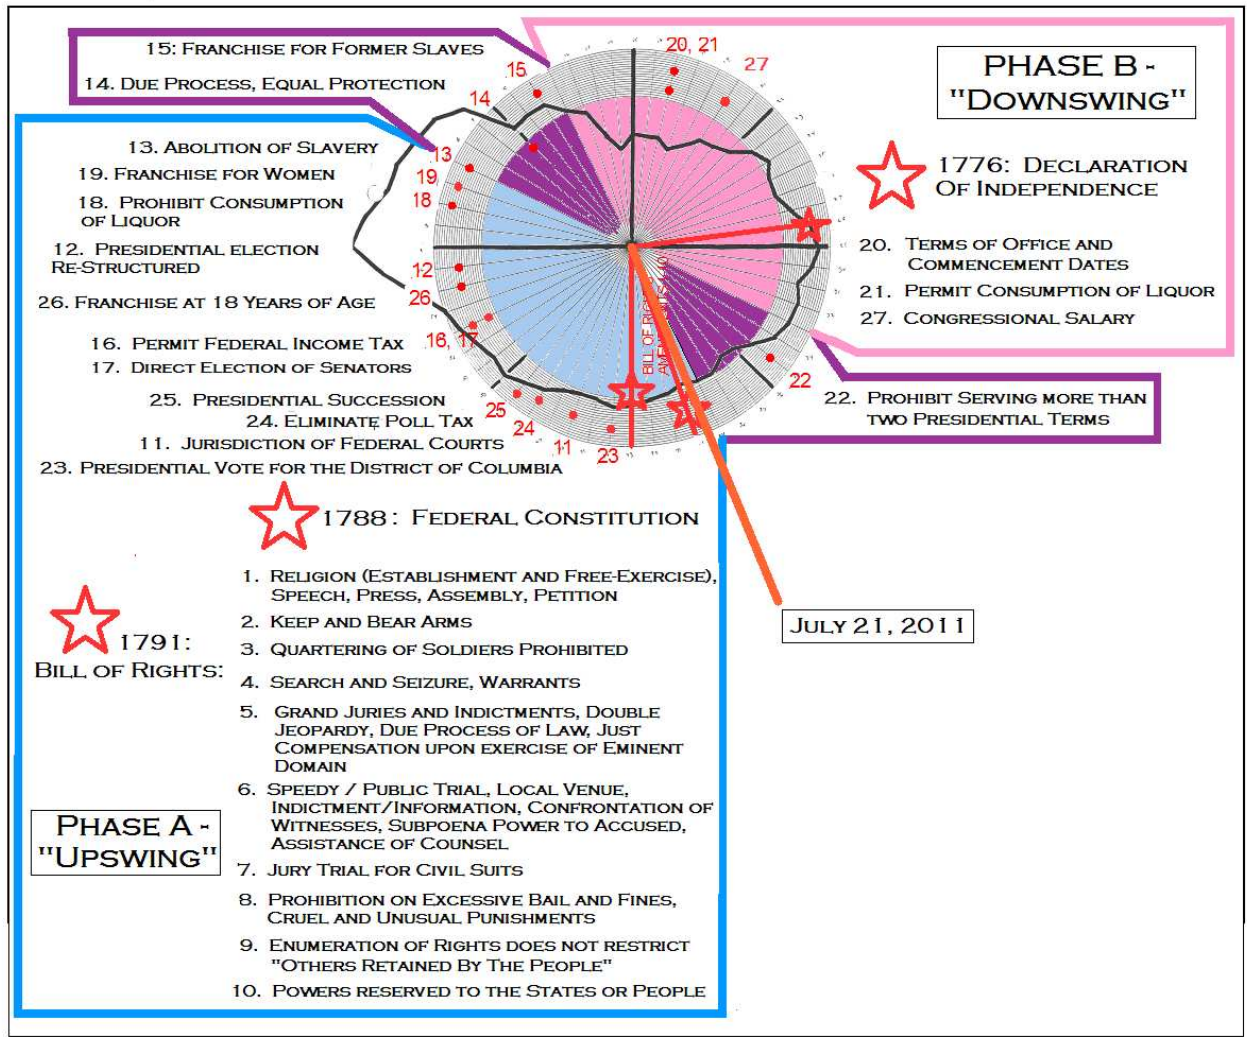 15: Franchise for Former Slaves
14. Due Process, Equal Protection
13. Abolition of Slavery
19. Franchise for Women
18. Prohibit Consumption
of Liquor
12. Presidential election
Re-Structured
26. Franchise at 18 Years of Age
16. Permit Federal Income Tax
17. Direct Election of Senators
25. Presidential Succession
24. Eliminate Poll Tax
11. Jurisdiction of Federal Courts
23. Presidential Vote for the District of Columbia
20, 21
27
15
14
13
19
18
12
26
16, 17
25
24
11
23
22
Bill of Rights
Phase B -
"Downswing"
1776: Declaration
Of Independence
20. Terms of Office and
Commencement Dates
21. Permit Consumption of Liquor
27. Congressional Salary
22. Prohibit Serving more than
two Presidential Terms
July 21, 2011
1788: Federal Constitution
1791:
Bill of Rights:
1. Religion (Establishment and Free-Exercise),
Speech, Press, Assembly, Petition
2. Keep and Bear Arms
3. Quartering of Soldiers Prohibited
4. Search and Seizure, Warrants
5. Grand Juries and Indictments, Double
Jeopardy, Due Process of Law, Just
Compensation upon exercise of Eminent
Domain
6. Speedy / Public Trial, Local Venue,
Indictment/Information, Confrontation of
Witnesses, Subpoena Power to Accused,
Assistance of Counsel
7. Jury Trial for Civil Suits
8. Prohibition on Excessive Bail and Fines,
Cruel and Unusual Punishments
9. Enumeration of Rights does not restrict
"Others Retained By The People"
10. Powers reserved to the States or People
Phase A -
"Upswing"